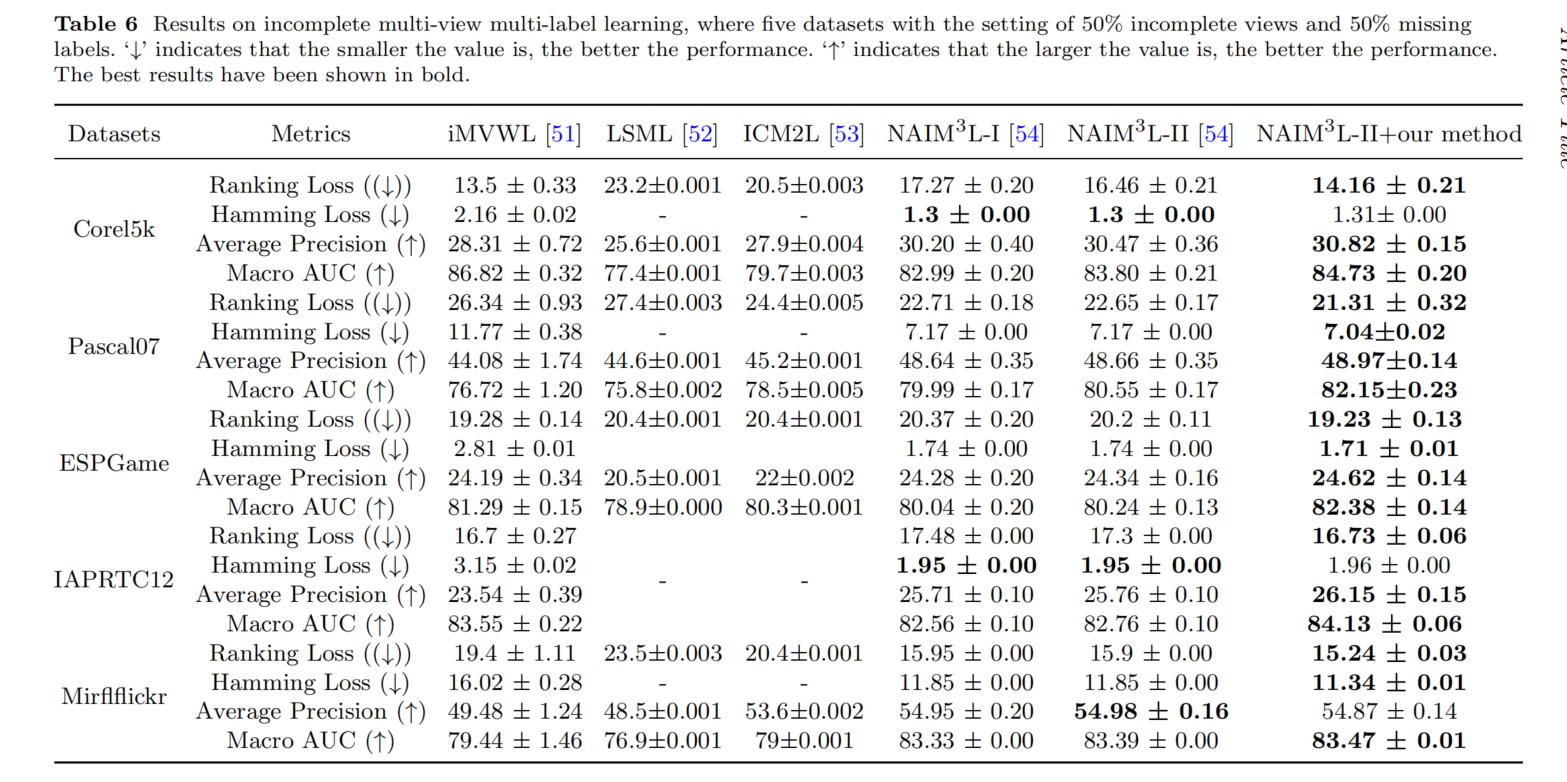 Table 6 Results on incomplete multi-view multi-label learning, where five datasets with the setting of 50% incomplete views and 50% missing
labels. ‘↓’ indicates that the smaller the value is, the better the performance. ‘↑’ indicates that the larger the value is, the better the performance.
The best results have been shown in bold.
Datasets Metrics iMVWL [51] LSML [52] ICM2L [53] NAIM³L-I [54] NAIM³L-II [54] NAIM³L-II+our method
Corel5k
Ranking Loss ((↓)) 13.5 ± 0.33 23.2±0.001 20.5±0.003 17.27 ± 0.20 16.46 ± 0.21 14.16 ± 0.21
Hamming Loss (↓) 2.16 ± 0.02 - - 1.3 ± 0.00 1.3 ± 0.00 1.31± 0.00
Average Precision (↑) 28.31 ± 0.72 25.6±0.001 27.9±0.004 30.20 ± 0.40 30.47 ± 0.36 30.82 ± 0.15
Macro AUC (↑) 86.82 ± 0.32 77.4±0.001 79.7±0.003 82.99 ± 0.20 83.80 ± 0.21 84.73 ± 0.20
Pascal07
Ranking Loss ((↓)) 26.34 ± 0.93 27.4±0.003 24.4±0.005 22.71 ± 0.18 22.65 ± 0.17 21.31 ± 0.32
Hamming Loss (↓) 11.77 ± 0.38 - - 7.17 ± 0.00 7.17 ± 0.00 7.04±0.02
Average Precision (↑) 44.08 ± 1.74 44.6±0.001 45.2±0.001 48.64 ± 0.35 48.66 ± 0.35 48.97±0.14
Macro AUC (↑) 76.72 ± 1.20 75.8±0.002 78.5±0.005 79.99 ± 0.17 80.55 ± 0.17 82.15±0.23
ESPGame
Ranking Loss ((↓)) 19.28 ± 0.14 20.4±0.001 20.4±0.001 20.37 ± 0.20 20.2 ± 0.11 19.23 ± 0.13
Hamming Loss (↓) 2.81 ± 0.01 - - 1.74 ± 0.00 1.74 ± 0.00 1.71 ± 0.01
Average Precision (↑) 24.19 ± 0.34 20.5±0.001 22±0.002 24.28 ± 0.20 24.34 ± 0.16 24.62 ± 0.14
Macro AUC (↑) 81.29 ± 0.15 78.9±0.000 80.3±0.001 80.04 ± 0.20 80.24 ± 0.13 82.38 ± 0.14
IAPRTC12
Ranking Loss ((↓)) 16.7 ± 0.27 - - 17.48 ± 0.00 17.3 ± 0.00 16.73 ± 0.06
Hamming Loss (↓) 3.15 ± 0.02 1.95 ± 0.00 1.95 ± 0.00 1.96 ± 0.00
Average Precision (↑) 23.54 ± 0.39 25.71 ± 0.10 25.76 ± 0.10 26.15 ± 0.15
Macro AUC (↑) 83.55 ± 0.22 82.56 ± 0.10 82.76 ± 0.10 84.13 ± 0.06
Mirflflickr
Ranking Loss ((↓)) 19.4 ± 1.11 23.5±0.003 20.4±0.001 15.95 ± 0.00 15.9 ± 0.00 15.24 ± 0.03
Hamming Loss (↓) 16.02 ± 0.28 - - 11.85 ± 0.00 11.85 ± 0.00 11.34 ± 0.01
Average Precision (↑) 49.48 ± 1.24 48.5±0.001 53.6±0.002 54.95 ± 0.20 54.98 ± 0.16 54.87 ± 0.14
Macro AUC (↑) 79.44 ± 1.46 76.9±0.001 79±0.001 83.33 ± 0.00 83.39 ± 0.00 83.47 ± 0.01